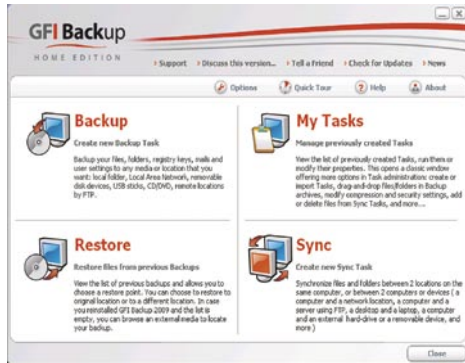 GFI Backup
HOME EDITION
Support
Discuss this version...
Tell a Friend
Check for Updates
News
Options
Quick Tour
Help
About
Backup
Create new Backup Task
Backup your files, folders, registry keys, mails and
user settings to any media or location that you
want: local folder, Local Area Network, removable
disk devices, USB sticks, CD/DVD, remote locations
by FTP.
My Tasks
Manage previously created Tasks
View the list of previously created Tasks, run them or
modify their properties. This opens a classic window
offering more options in Task administration: create or
import Tasks, drag-and-drop files/folders in Backup
archives, modify compression and security settings, add
or delete files from Sync Tasks, and more....
Restore
Restore files from previous Backups
View the list of previous backups and allows you to
choose a restore point. You can choose to restore to
original location or to a different location. In case
you reinstalled GFI Backup 2009 and the list is
empty, you can browse an external media to locate
your backup.
Sync
Create new Sync Task
Synchronize files and folders between 2 locations on the
same computer, or between 2 computers or devices ( a
computer and a network location, a computer and a
server using FTP, a desktop and a laptop, a computer
and an external hard-drive or a removable device, and
more )
Close